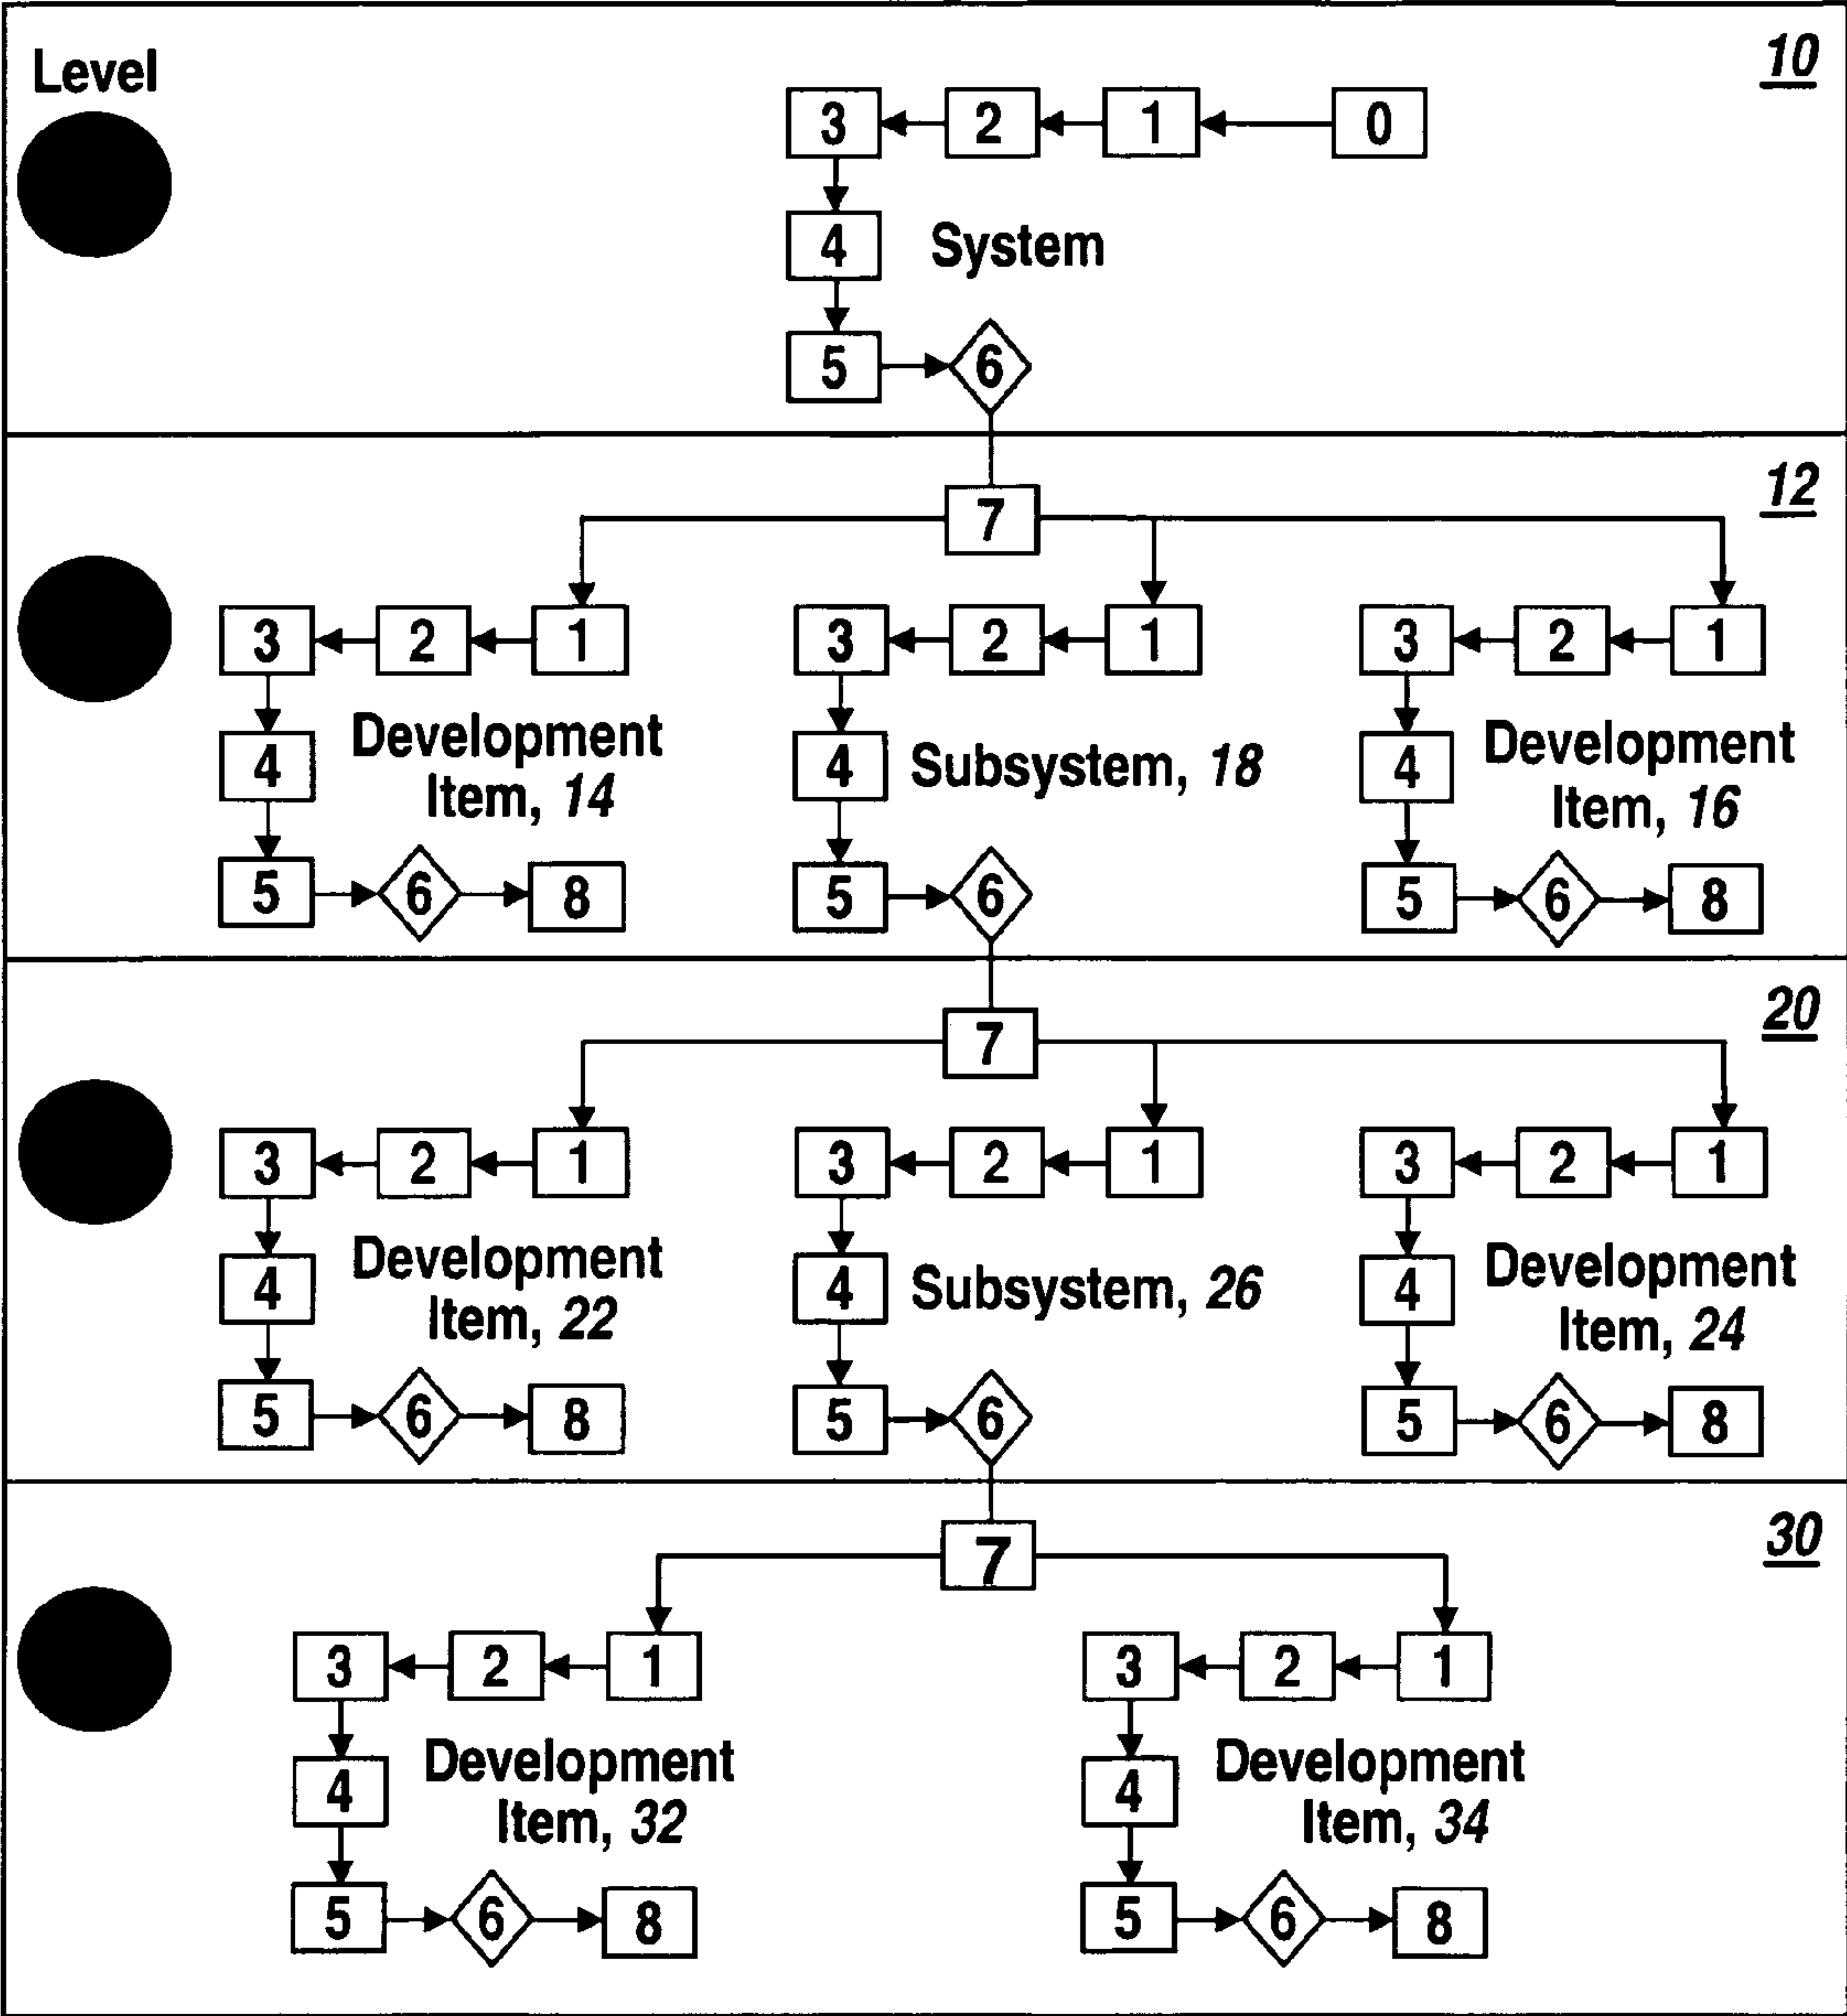 Level
10
3 2 1 0
4 System
5 6
12
7
3 2 1 3 2 1 3 2 1
4 Development Item, 14 4 Subsystem, 18 4 Development Item, 16
5 6 8 5 6 5 6 8
20
7
3 2 1 3 2 1 3 2 1
4 Development Item, 22 4 Subsystem, 26 4 Development Item, 24
5 6 8 5 6 5 6 8
30
7
3 2 1 3 2 1
4 Development Item, 32 4 Development Item, 34
5 6 8 5 6 8